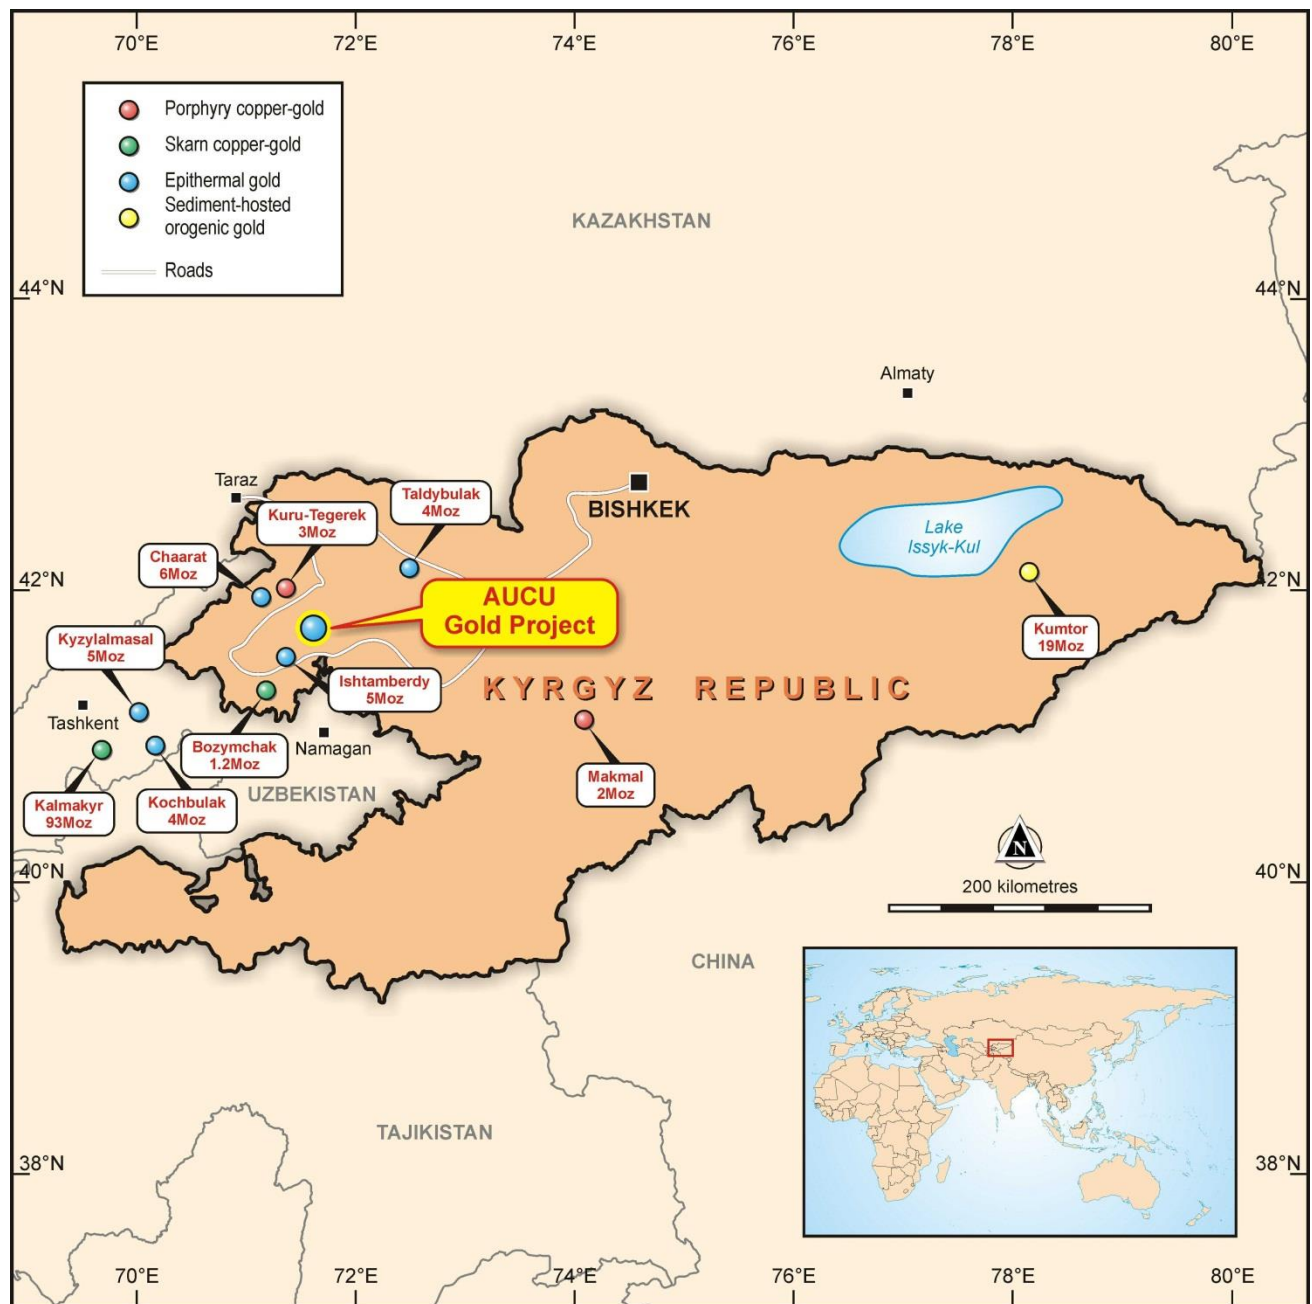 70°E
72°E
74°E
76°E
78°E
80°E
Porphyry copper-gold
Skarn copper-gold
Epithermal gold
Sediment-hosted
orogenic gold
Roads
KAZAKHSTAN
44°N
44°N
Almaty
Taraz
Kuru-Tegerek
3Moz
Taldybulak
4Moz
BISHKEK
Lake
Issyk-Kul
Chaarat
6Moz
42°N
42°N
AUCU
Gold Project
Kumtor
19Moz
Kyzylalmasal
5Moz
Ishtamberdy
5Moz
KYRGYZ REPUBLIC
Tashkent
Bozymchak
1.2Moz
Namagan
Makmal
2Moz
UZBEKISTAN
Kalmakyr
93Moz
Kochbulak
4Moz
N
40°N
40°N
200 kilometres
CHINA
TAJIKISTAN
38°N
38°N
70°E
72°E
74°E
76°E
78°E
80°E